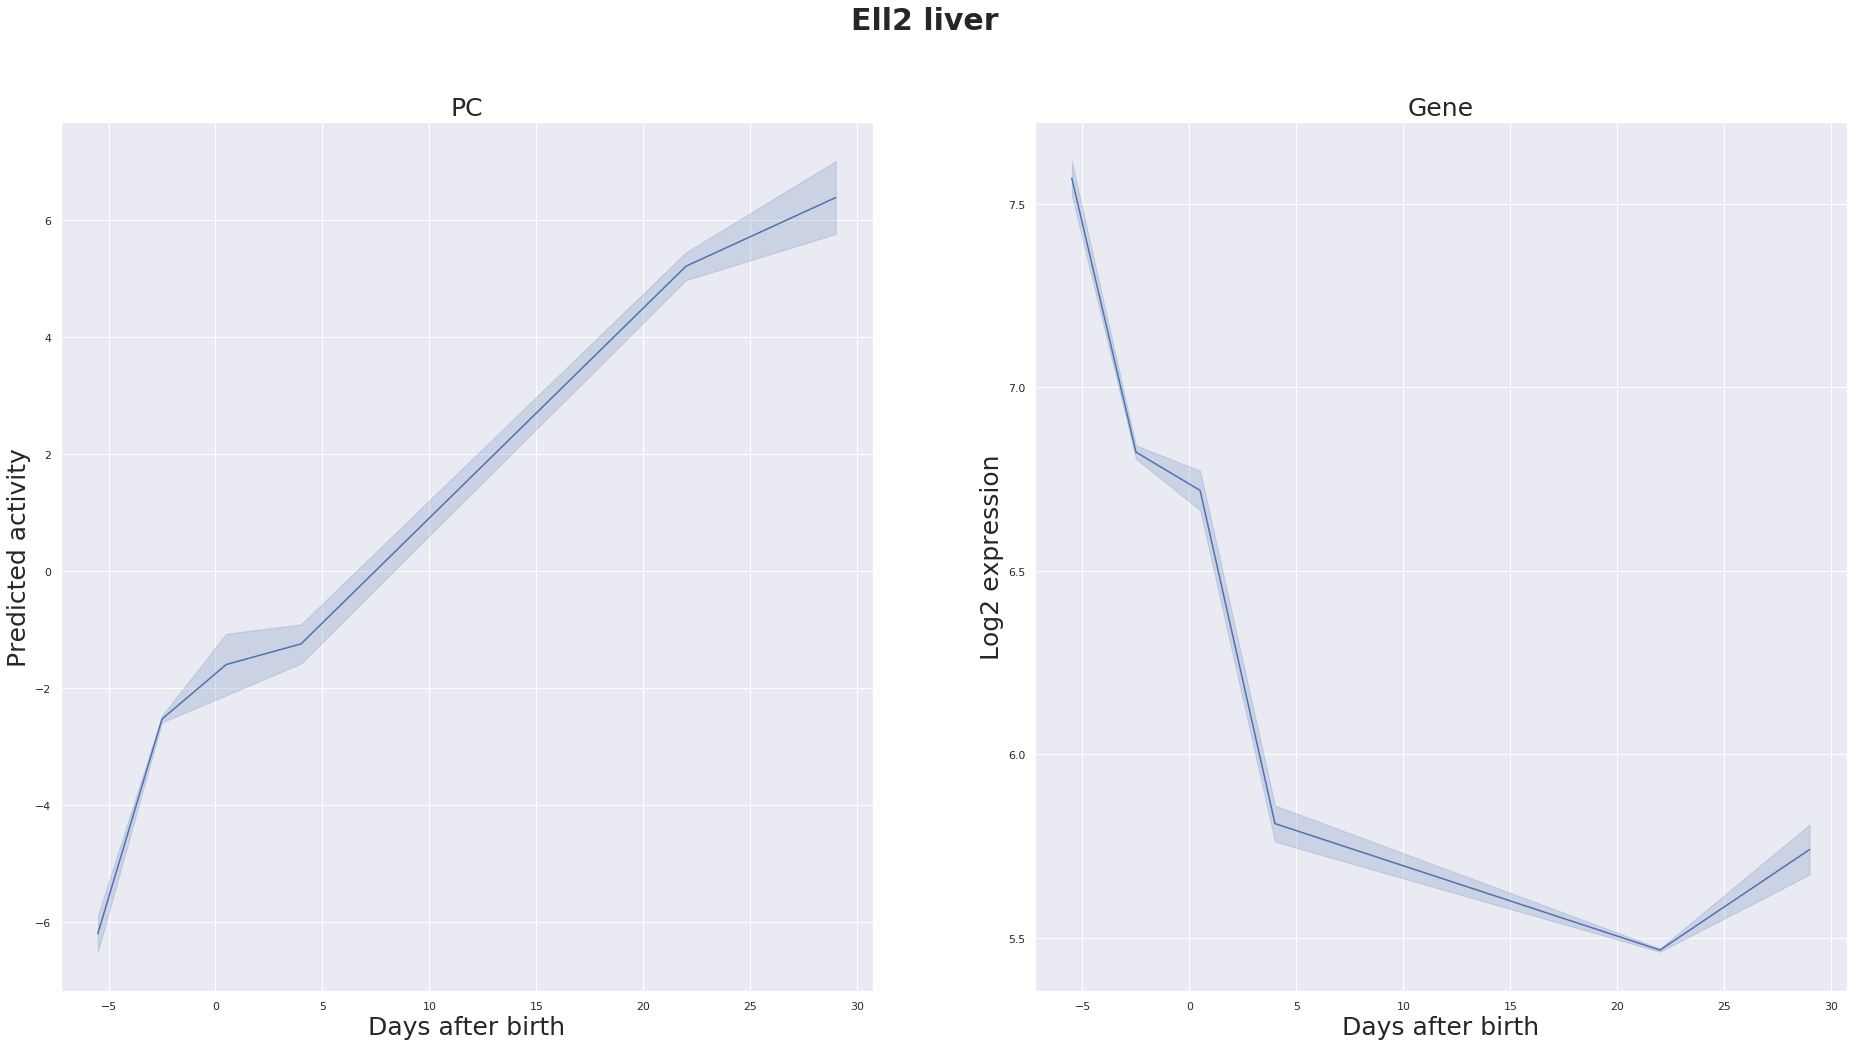 Ell2 liver
PC
Predicted activity
6
4
2
0
−2
−4
−6
−5 0 5 10 15 20 25 30
Days after birth
Gene
Log2 expression
7.5
7.0
6.5
6.0
5.5
−5 0 5 10 15 20 25 30
Days after birth